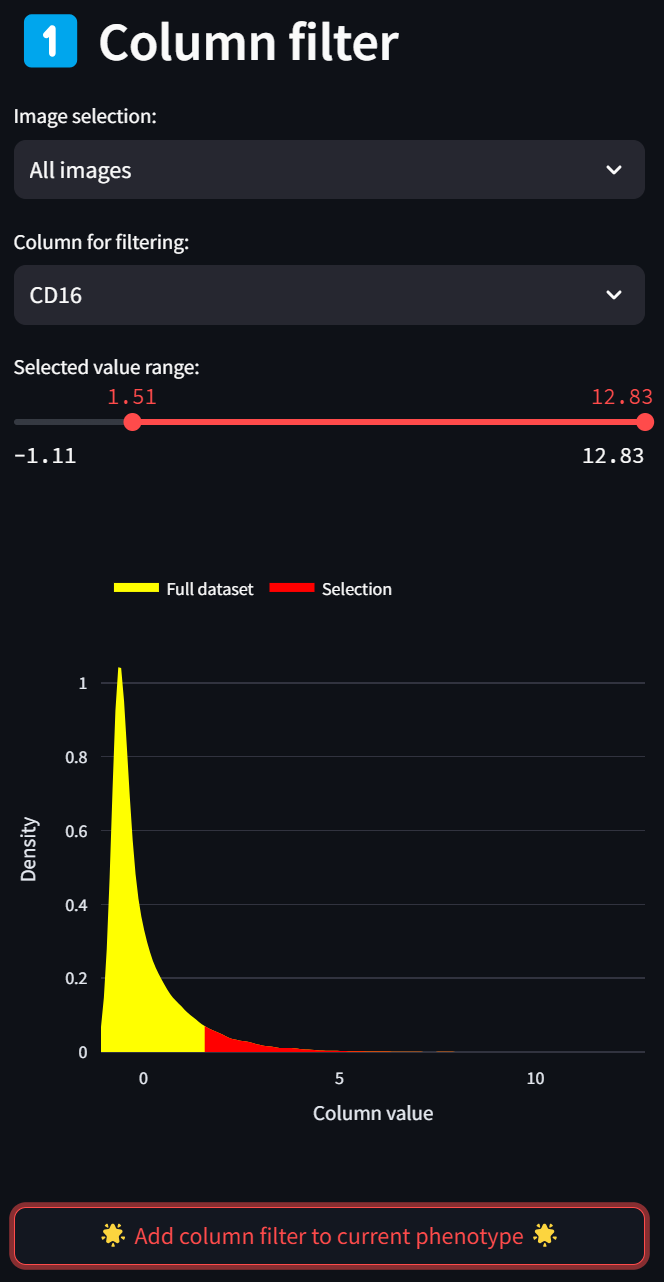 1 Column filter
Image selection:
All images
Column for filtering:
CD16
Selected value range:
1.51 12.83
-1.11 12.83
Full dataset Selection
1
0.8
0.6
0.4
0.2
0
Density
0 5 10
Column value
🌟 Add column filter to current phenotype 🌟